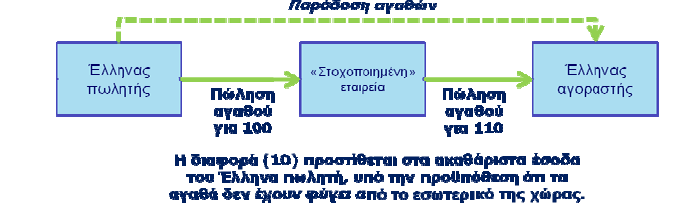 Παράδοση αγαθών
Έλληνας
πωλητής
«Στοχοποιημένη»
εταιρεία
Έλληνας
αγοραστής
Πώληση
αγαθού
για 100
Πώληση
αγαθού
για 110
Η διαφορά (10) προστίθεται στα ακαθάριστα έσοδα
του Έλληνα πωλητή, υπό την προϋπόθεση ότι τα
αγαθά δεν έχουν φύγει από το εσωτερικό της χώρας.